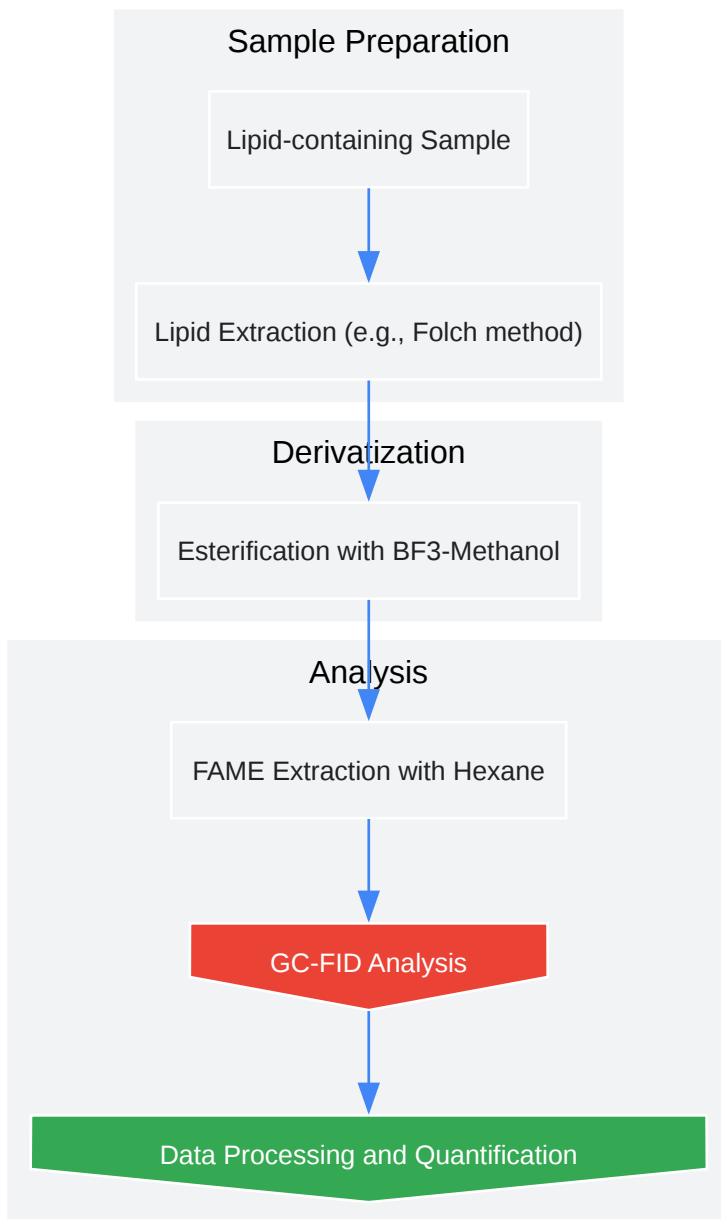 Sample Preparation
Lipid-containing Sample
Lipid Extraction (e.g., Folch method)
Derivatization
Esterification with BF3-Methanol
Analysis
FAME Extraction with Hexane
GC-FID Analysis
Data Processing and Quantification